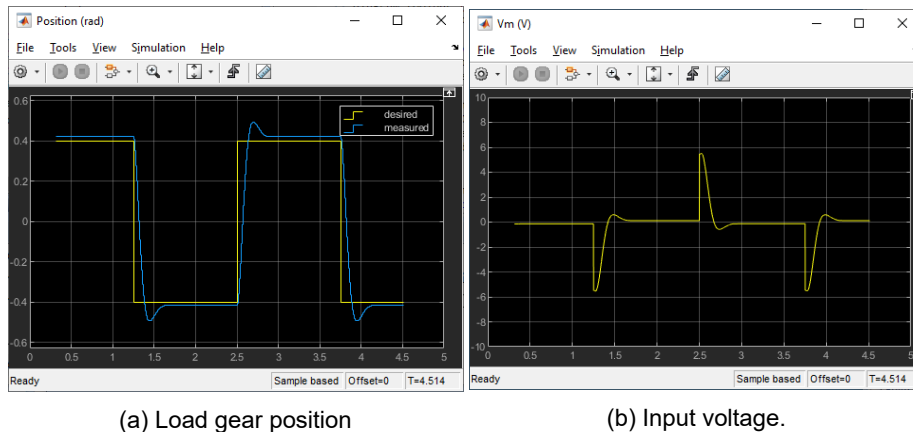 Position (rad)
File Tools View Simulation Help
desired
measured
0.6
0.4
0.2
0
-0.2
-0.4
-0.6
0 0.5 1 1.5 2 2.5 3 3.5 4 4.5 5
Ready Sample based Offset=0 T=4.514
(a) Load gear position
Vm (V)
File Tools View Simulation Help
10
8
6
4
2
0
-2
-4
-6
-8
-10
0 0.5 1 1.5 2 2.5 3 3.5 4 4.5 5
Ready Sample based Offset=0 T=4.514
(b) Input voltage.